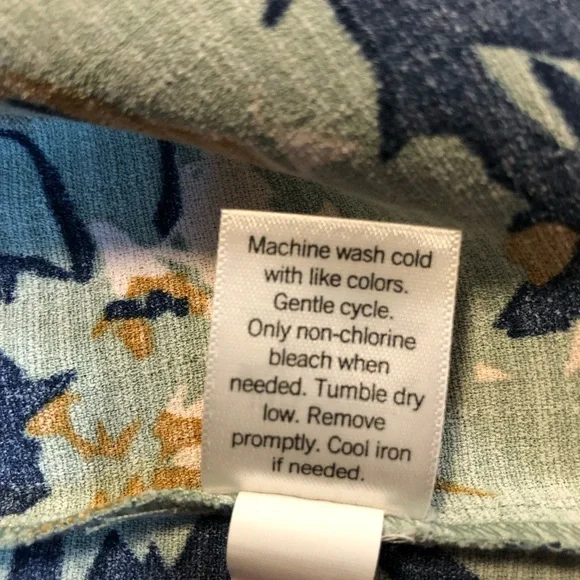 Machine wash cold
with like colors.
Gentle cycle.
Only non-chlorine
bleach when
needed. Tumble dry
low. Remove
promptly. Cool iron
if needed.